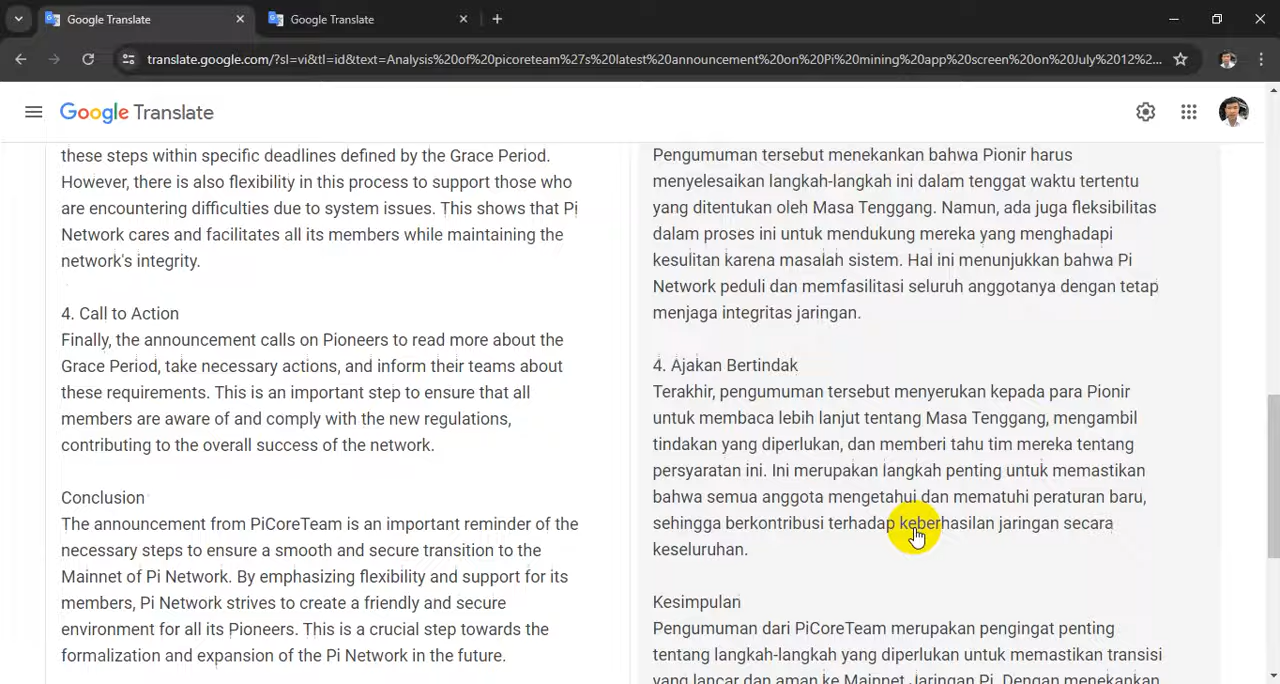 Google Translate
Google Translate
translate.google.com/?sl=vi&tl=id&text=Analysis%20of%20picoreteam%27s%20latest%20announcement%20on%20Pi%20mining%20app%20screen%20on%20July%2012%2...
Google Translate
these steps within specific deadlines defined by the Grace Period.
However, there is also flexibility in this process to support those who
are encountering difficulties due to system issues. This shows that Pi
Network cares and facilitates all its members while maintaining the
network's integrity.
4. Call to Action
Finally, the announcement calls on Pioneers to read more about the
Grace Period, take necessary actions, and inform their teams about
these requirements. This is an important step to ensure that all
members are aware of and comply with the new regulations,
contributing to the overall success of the network.
Conclusion
The announcement from PiCoreTeam is an important reminder of the
necessary steps to ensure a smooth and secure transition to the
Mainnet of Pi Network. By emphasizing flexibility and support for its
members, Pi Network strives to create a friendly and secure
environment for all its Pioneers. This is a crucial step towards the
formalization and expansion of the Pi Network in the future.
Pengumuman tersebut menekankan bahwa Pionir harus
menyelesaikan langkah-langkah ini dalam tenggat waktu tertentu
yang ditentukan oleh Masa Tenggang. Namun, ada juga fleksibilitas
dalam proses ini untuk mendukung mereka yang menghadapi
kesulitan karena masalah sistem. Hal ini menunjukkan bahwa Pi
Network peduli dan memfasilitasi seluruh anggotanya dengan tetap
menjaga integritas jaringan.
4. Ajakan Bertindak
Terakhir, pengumuman tersebut menyerukan kepada para Pionir
untuk membaca lebih lanjut tentang Masa Tenggang, mengambil
tindakan yang diperlukan, dan memberi tahu tim mereka tentang
persyaratan ini. Ini merupakan langkah penting untuk memastikan
bahwa semua anggota mengetahui dan mematuhi peraturan baru,
sehingga berkontribusi terhadap keberhasilan jaringan secara
keseluruhan.
Kesimpulan
Pengumuman dari PiCoreTeam merupakan pengingat penting
tentang langkah-langkah yang diperlukan untuk memastikan transisi
yang lancar dan aman ke Mainnet Jaringan Pi. Dengan menekankan